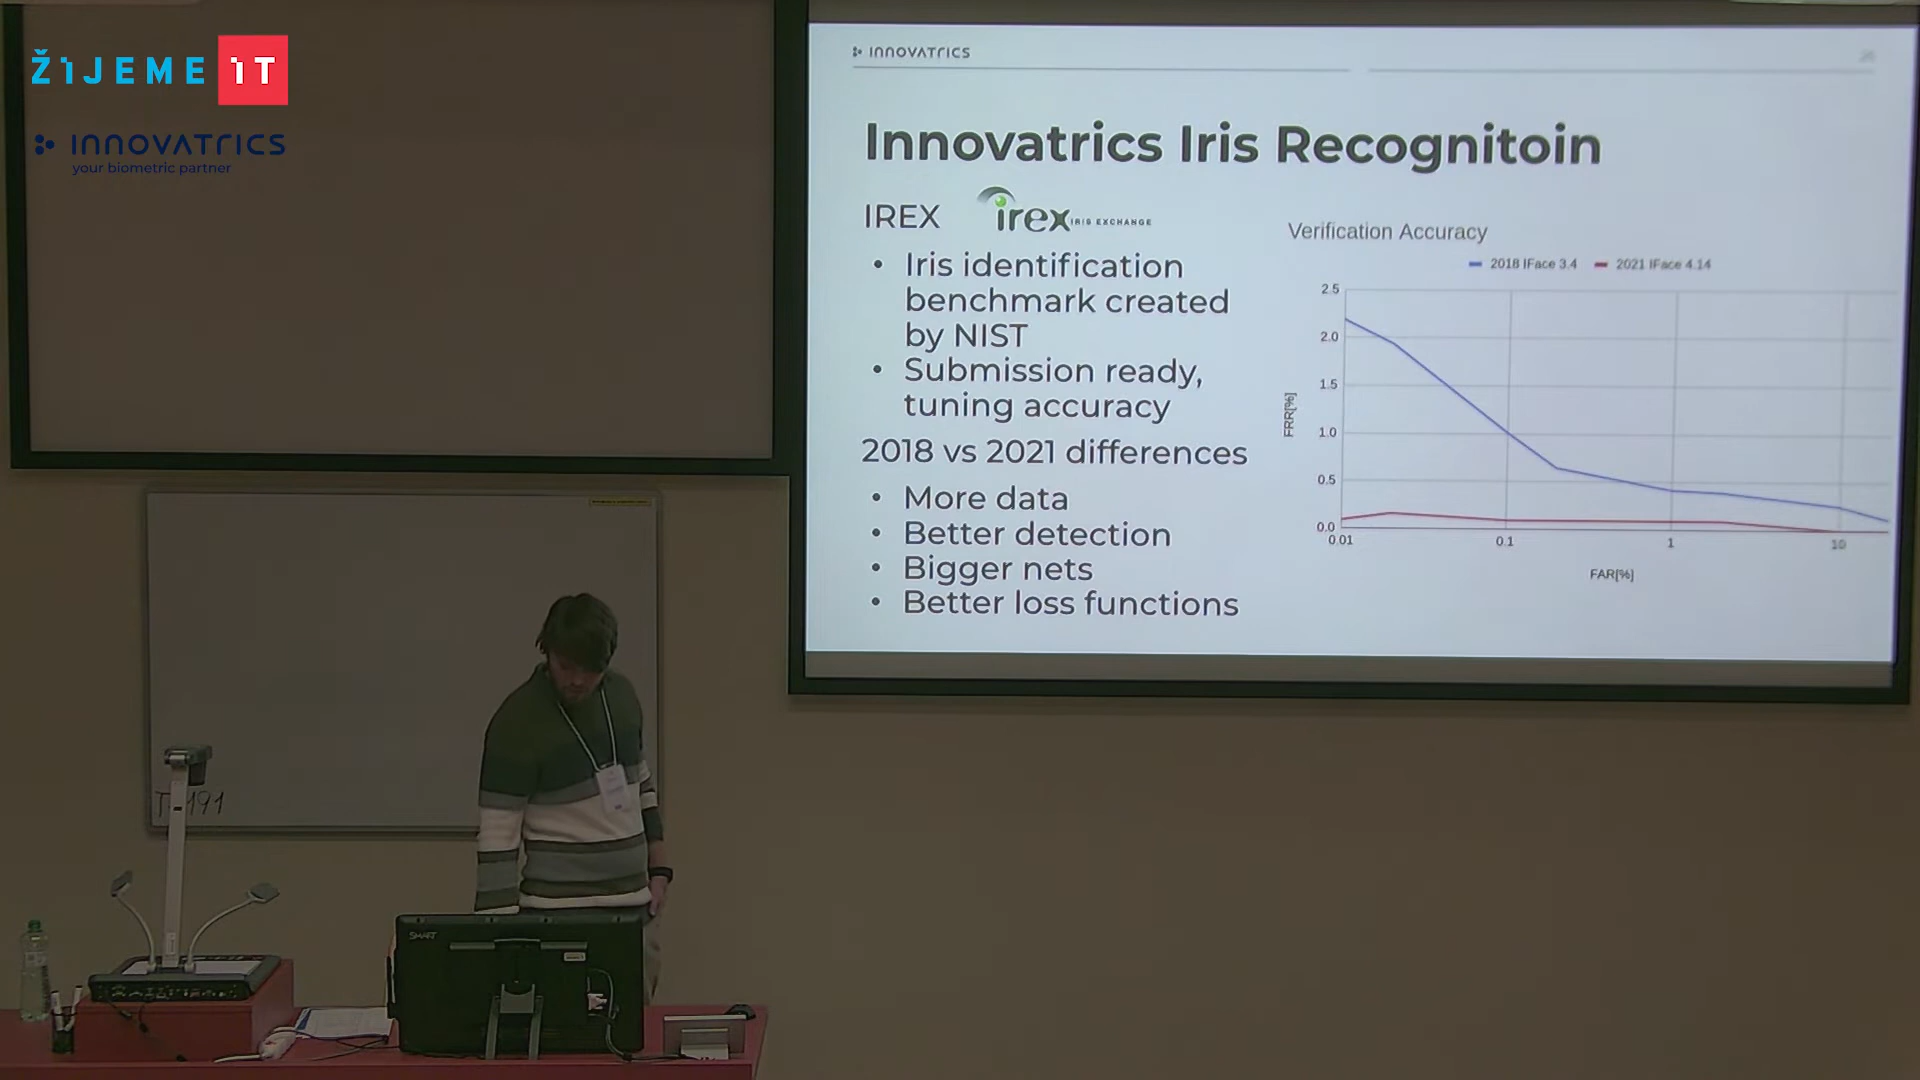 ŽIJEME IT
INNOVATRICS
your biometric partner
INNOVATRICS
Innovatrics Iris Recognitoin
IREX
irex IRIS EXCHANGE
• Iris identification
benchmark created
by NIST
• Submission ready,
tuning accuracy
2018 vs 2021 differences
• More data
• Better detection
• Bigger nets
• Better loss functions
Verification Accuracy
2018 IFace 3.4
2021 IFace 4.14
2.5
2.0
1.5
1.0
0.5
0.0
FRR[%]
0.01
0.1
1
10
FAR[%]
SMART